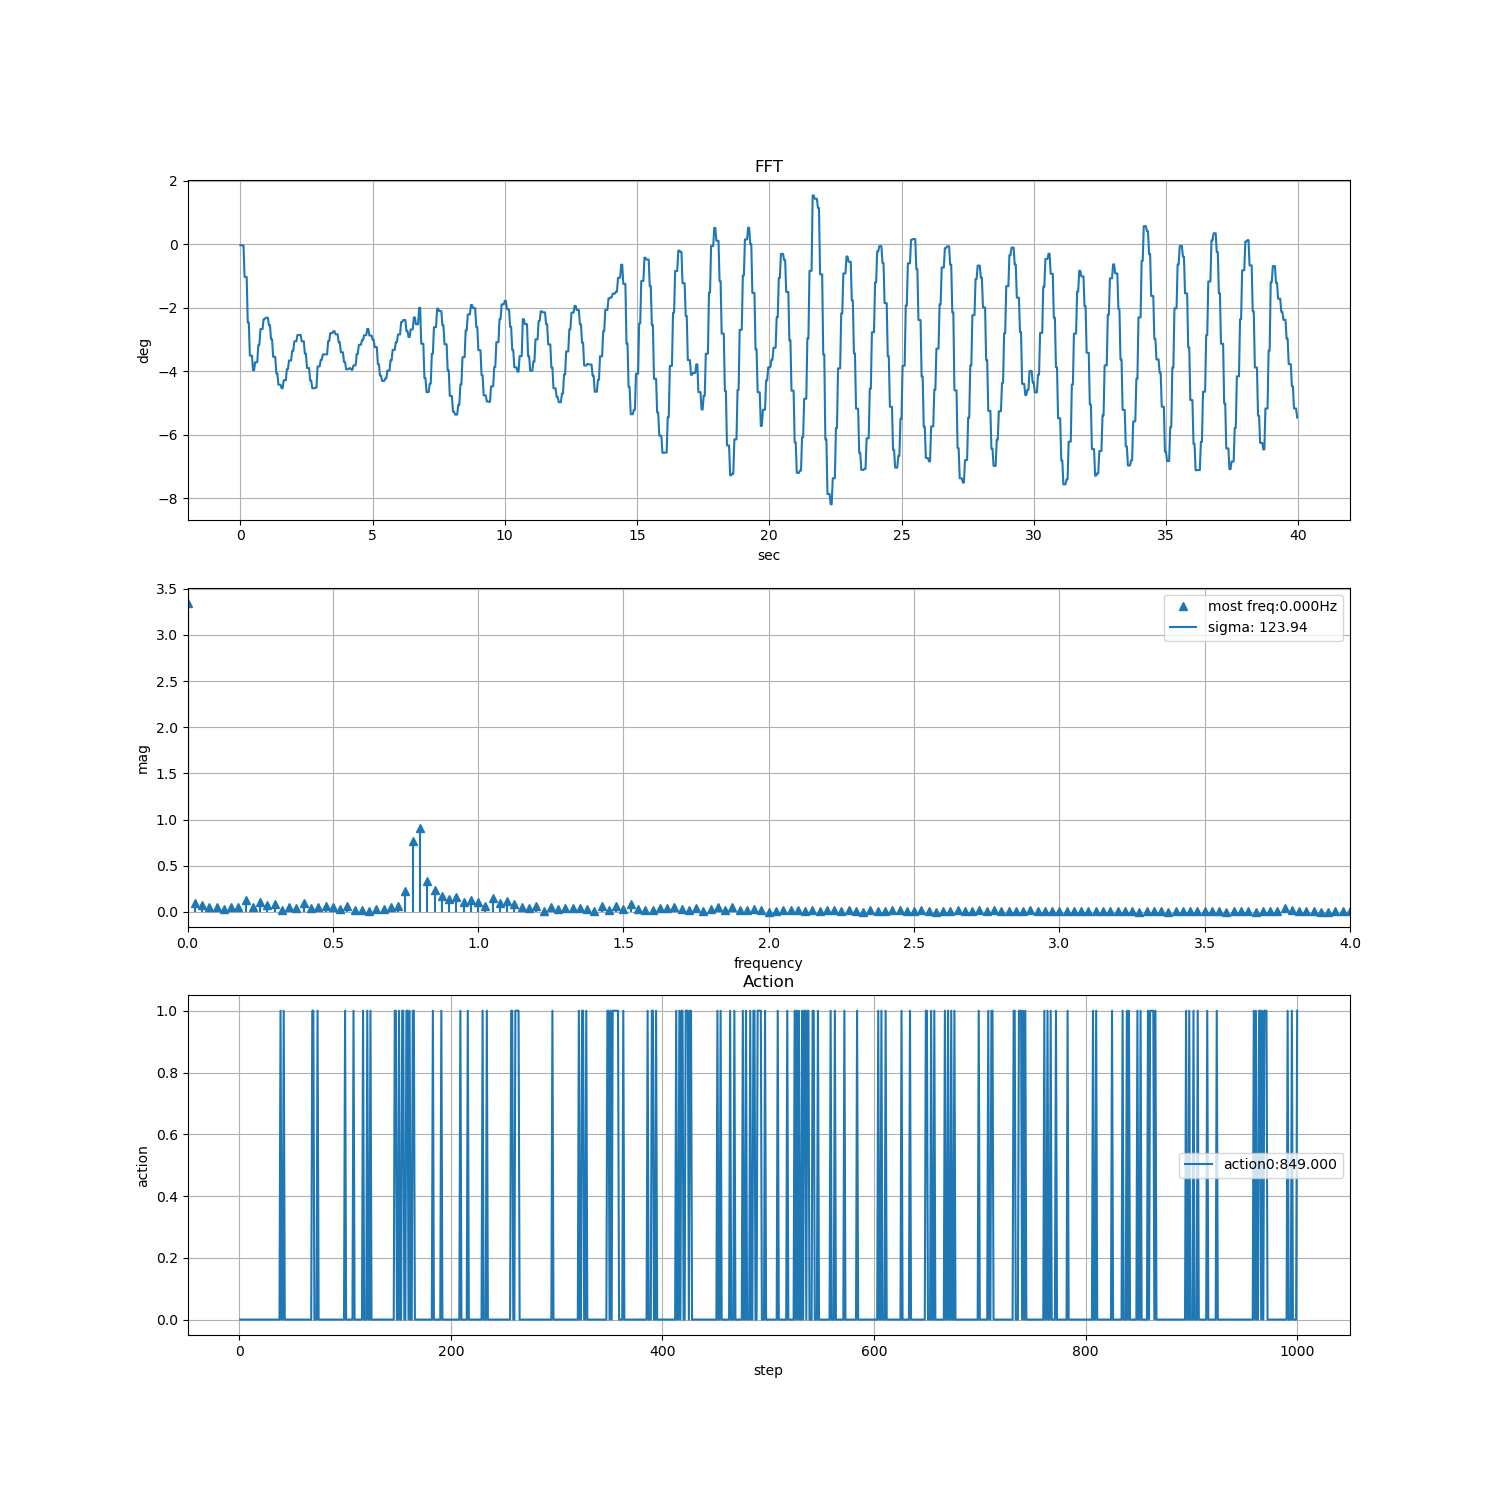 FFT
2
0
−2
−4
−6
−8
deg
0 5 10 15 20 25 30 35 40
sec
3.5
3.0
2.5
2.0
1.5
1.0
0.5
0.0
mag
most freq:0.000Hz
sigma: 123.94
0.0 0.5 1.0 1.5 2.0 2.5 3.0 3.5 4.0
frequency
Action
1.0
0.8
0.6
0.4
0.2
0.0
action
action0:849.000
0 200 400 600 800 1000
step